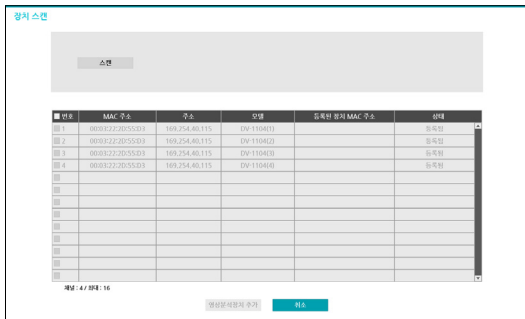 장치 스캔
스캔
번호 MAC 주소 주소 모델 등록된 장치 MAC 주소 상태
1 00:03:22:2D:55:D3 169.254.40.115 DV-1104(1) 등록됨
2 00:03:22:2D:55:D3 169.254.40.115 DV-1104(2) 등록됨
3 00:03:22:2D:55:D3 169.254.40.115 DV-1104(3) 등록됨
4 00:03:22:2D:55:D3 169.254.40.115 DV-1104(4) 등록됨
채널 : 4 / 최대 : 16
영상분석장치 추가 취소